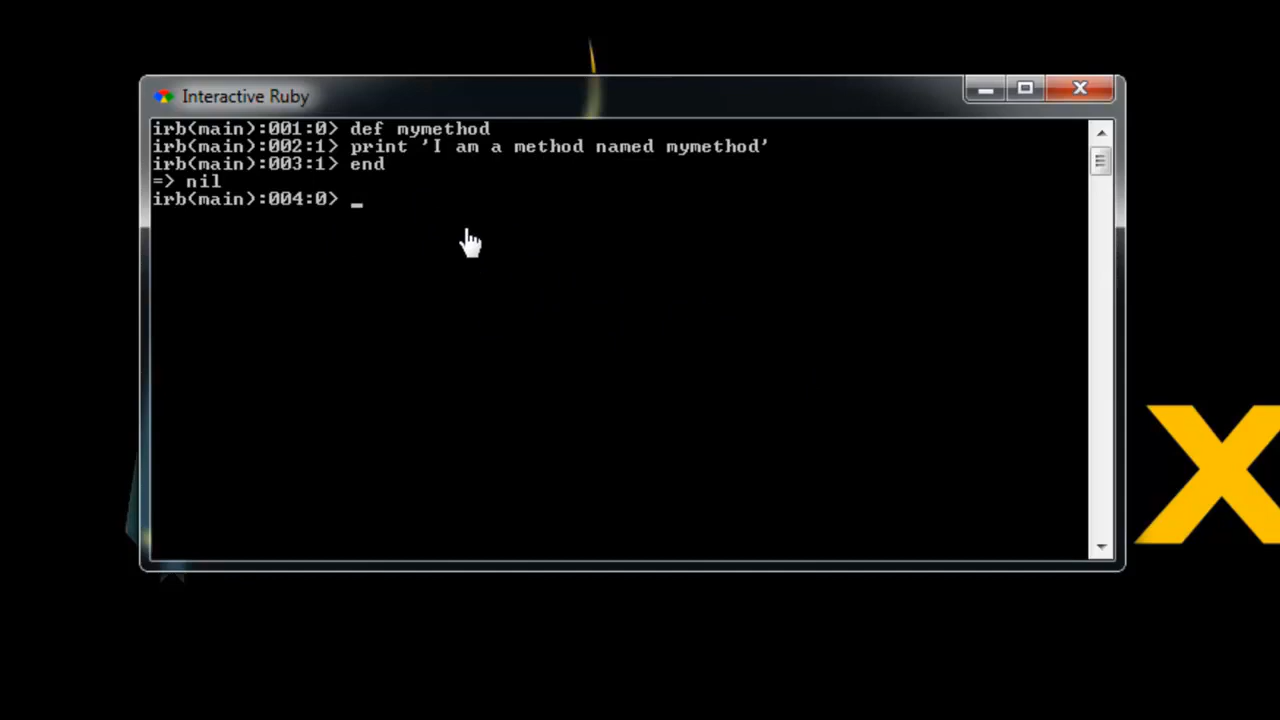 Interactive Ruby
irb(main):001:0> def mymethod
irb(main):002:1> print 'I am a method named mymethod'
irb(main):003:1> end
=> nil
irb(main):004:0> _
X